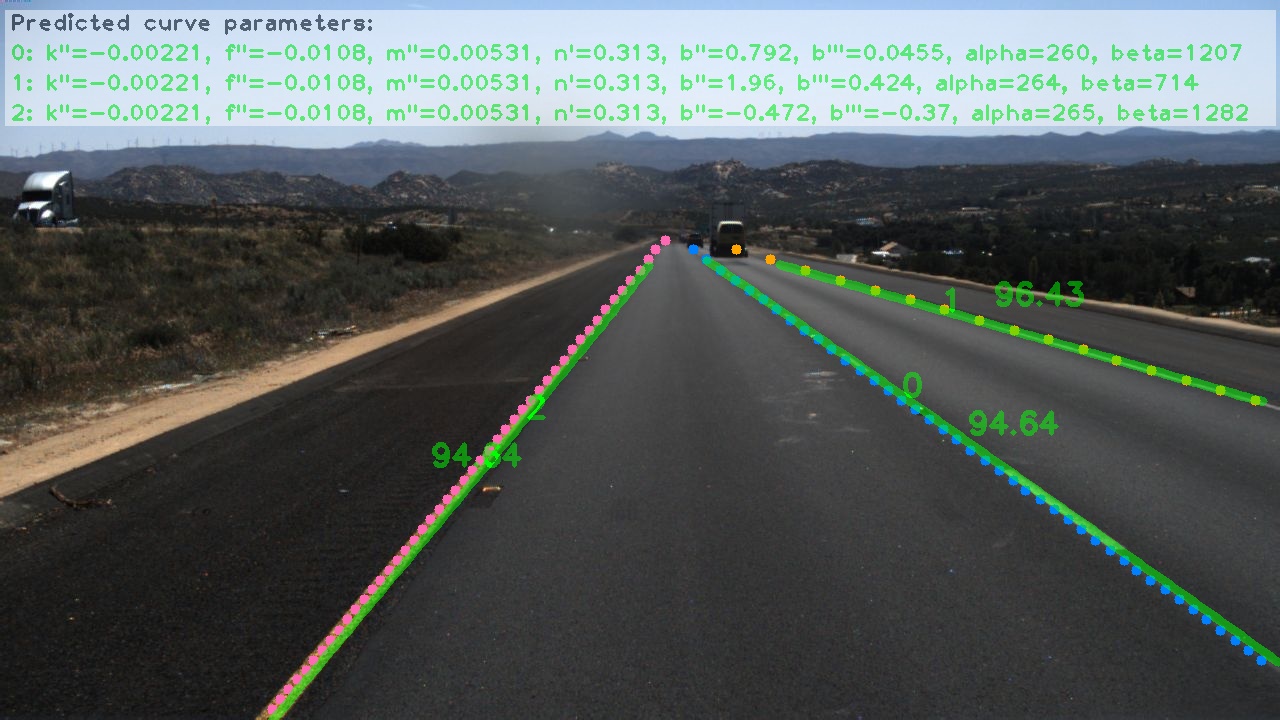 Predicted curve parameters:
0: k''=-0.00221, f''=-0.0108, m''=0.00531, n'=0.313, b''=0.792, b'''=0.0455, alpha=260, beta=1207
1: k''=-0.00221, f''=-0.0108, m''=0.00531, n'=0.313, b''=1.96, b'''=0.424, alpha=264, beta=714
2: k''=-0.00221, f''=-0.0108, m''=0.00531, n'=0.313, b''=-0.472, b'''=-0.37, alpha=265, beta=1282
1 96.43
0
94.64
2
94.64